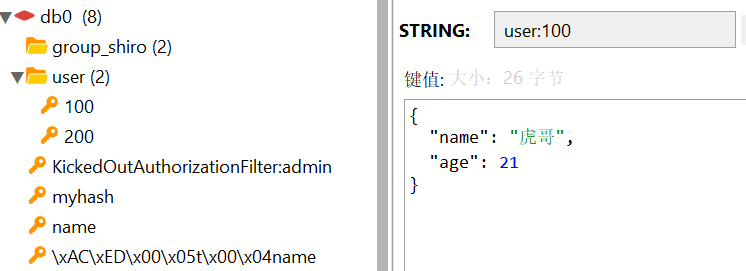 db0 (8)
group_shiro (2)
user (2)
100
200
KickedOutAuthorizationFilter:admin
myhash
name
\xAC\xED\x00\x05t\x00\x04name
STRING: user:100
键值: 大小: 26 字节
{
"name": "虎哥",
"age": 21
}